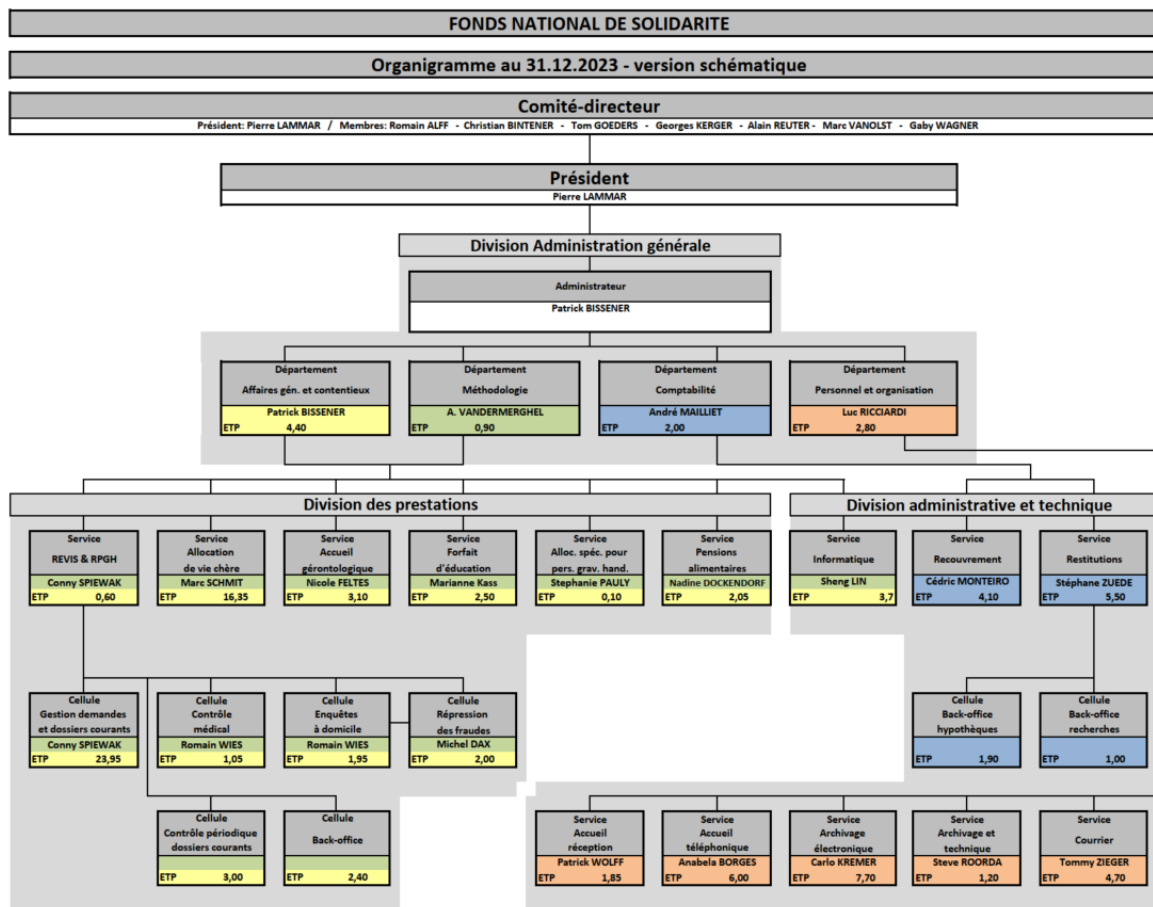 FONDS NATIONAL DE SOLIDARITE
Organigramme au 31.12.2023 - version schématique
Comité-directeur
Président: Pierre LAMMAR / Membres: Romain ALFF - Christian BINTENER - Tom GOEDERS - Georges KERGER - Alain REUTER - Marc VANOLST - Gaby WAGNER
Président
Pierre LAMMAR
Division Administration générale
Administrateur
Patrick BISSENER
Département
Affaires gén. et contentieux
Patrick BISSENER
ETP 4,40
Département
Méthodologie
A. VANDERMERGHEL
ETP 0,90
Département
Comptabilité
André MAILLIET
ETP 2,00
Département
Personnel et organisation
Luc RICCIARDI
ETP 2,80
Division des prestations
Service
REVIS & RPGH
Conny SPIEWAK
ETP 0,60
Service
Allocation
de vie chère
Marc SCHMIT
ETP 16,35
Service
Accueil
gérontologique
Nicole FELTES
ETP 3,10
Service
Forfait
d'éducation
Marianne Kass
ETP 2,50
Service
Alloc. spéc. pour
pers. grav. hand.
Stephanie PAULY
ETP 0,10
Service
Pensions
alimentaires
Nadine DOCKENDORF
ETP 2,05
Division administrative et technique
Service
Informatique
Sheng LIN
ETP 3,7
Service
Recouvrement
Cédric MONTEIRO
ETP 4,10
Service
Restitutions
Stéphane ZUEDE
ETP 5,50
Cellule
Gestion demandes
et dossiers courants
Conny SPIEWAK
ETP 23,95
Cellule
Contrôle
médical
Romain WIES
ETP 1,05
Cellule
Enquêtes
à domicile
Romain WIES
ETP 1,95
Cellule
Répression
des fraudes
Michel DAX
ETP 2,00
Cellule
Back-office
hypothèques
ETP 1,90
Cellule
Back-office
recherches
ETP 1,00
Cellule
Contrôle périodique
dossiers courants
ETP 3,00
Cellule
Back-office
ETP 2,40
Service
Accueil
réception
Patrick WOLFF
ETP 1,85
Service
Accueil
téléphonique
Anabela BORGES
ETP 6,00
Service
Archivage
électronique
Carlo KREMER
ETP 7,70
Service
Archivage et
technique
Steve ROORDA
ETP 1,20
Service
Courrier
Tommy ZIEGER
ETP 4,70